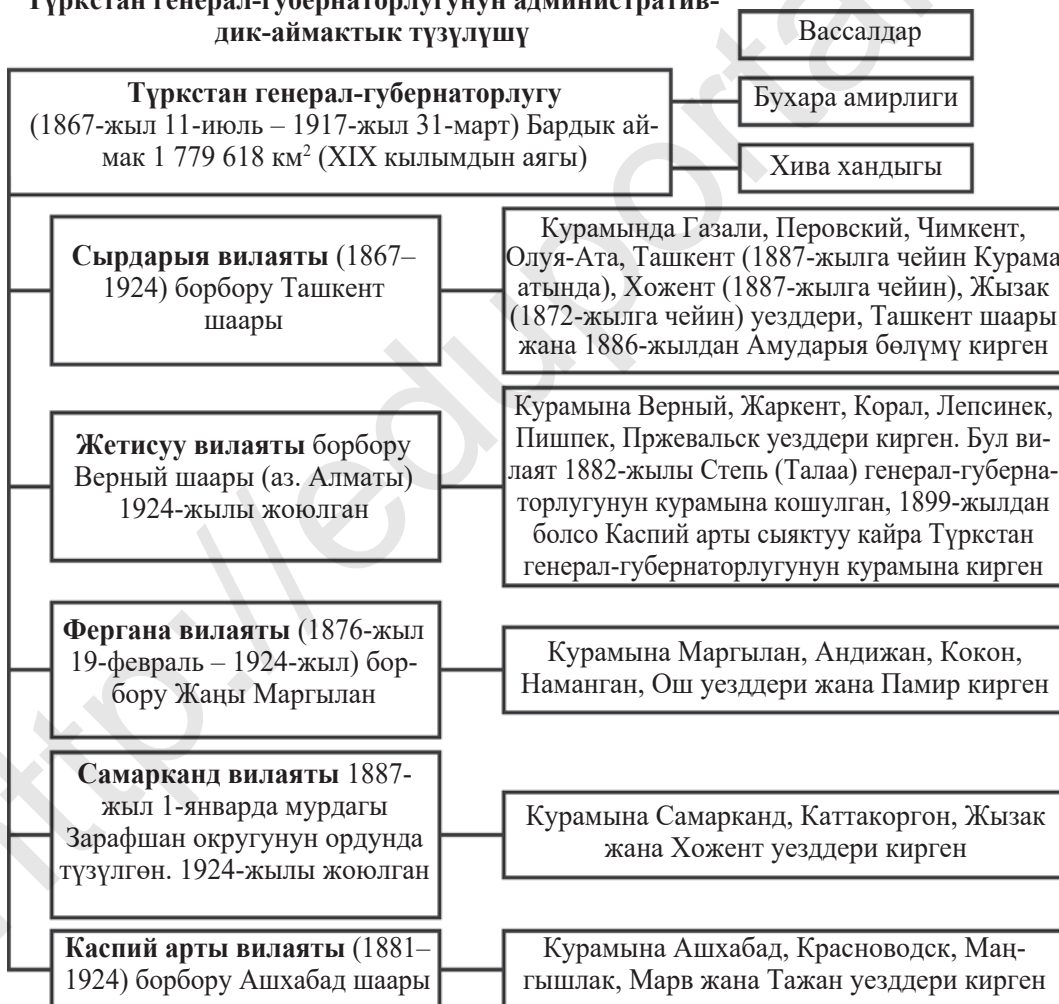 Түркстан генерал-губернаторлугунун административ-
дик-аймактык түзүлүшү
Вассалдар
Түркстан генерал-губернаторлугу
(1867-жыл 11-июль – 1917-жыл 31-март) Бардык ай-
мак 1 779 618 км² (XIX кылымдын аягы)
Бухара амирлиги
Хива хандыгы
Сырдарыя вилаяты (1867–
1924) борбору Ташкент
шаары
Курамында Газали, Перовский, Чимкент,
Олуя-Ата, Ташкент (1887-жылга чейин Курама
атында), Хожент (1887-жылга чейин), Жызак
(1872-жылга чейин) уезддери, Ташкент шаары
жана 1886-жылдан Амударыя бөлүмү кирген
Жетисуу вилаяты борбору
Верный шаары (аз. Алматы)
1924-жылы жоюлган
Курамына Верный, Жаркент, Корал, Лепсинек,
Пишпек, Пржевальск уезддери кирген. Бул ви-
лаят 1882-жылы Степь (Талаа) генерал-губерна-
торлугунун курамына кошулган, 1899-жылдан
болсо Каспий арты сыяктуу кайра Түркстан
генерал-губернаторлугунун курамына кирген
Фергана вилаяты (1876-жыл
19-февраль – 1924-жыл) бор-
бору Жаңы Маргылан
Курамына Маргылан, Андижан, Кокон,
Наманган, Ош уезддери жана Памир кирген
Самарканд вилаяты 1887-
жыл 1-январда мурдагы
Зарафшан округунун ордунда
түзүлгөн. 1924-жылы жоюлган
Курамына Самарканд, Каттакоргон, Жызак
жана Хожент уезддери кирген
Каспий арты вилаяты (1881–
1924) борбору Ашхабад шаары
Курамына Ашхабад, Красноводск, Маң-
гышлак, Марв жана Тажан уезддери кирген
http://eduporta